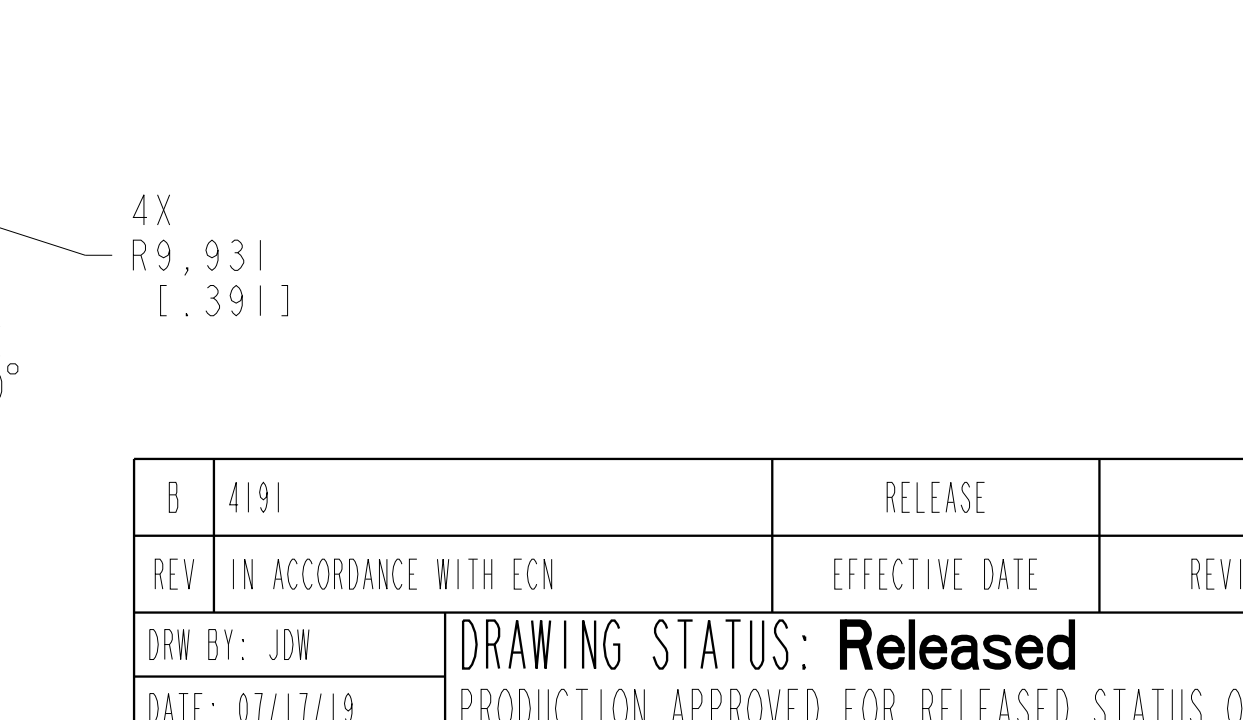 4X
R9,931
[.391]
°
B 4191 RELEASE
REV IN ACCORDANCE WITH ECN EFFECTIVE DATE
DRW BY: JDW
DRAWING STATUS: Released
DATE: 07/17/19
PRODUCTION APPROVED FOR RELEASED STATUS